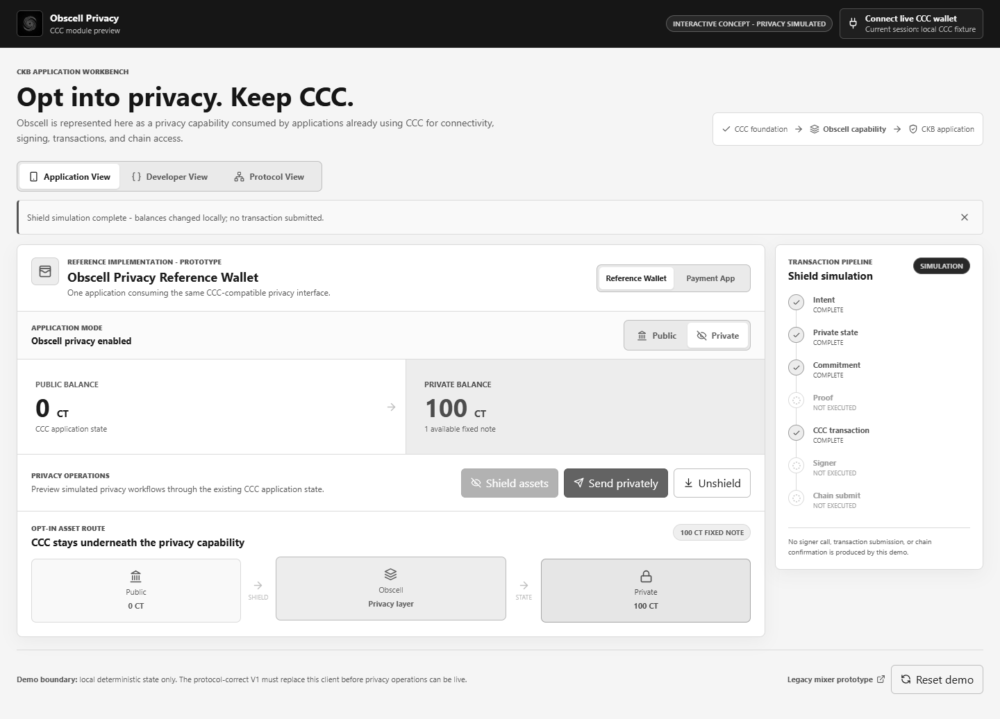 Obscell Privacy
CCC module preview
INTERACTIVE CONCEPT - PRIVACY SIMULATED
Connect live CCC wallet
Current session: local CCC fixture
CKB APPLICATION WORKBENCH
Opt into privacy. Keep CCC.
Obscell is represented here as a privacy capability consumed by applications already using CCC for connectivity,
signing, transactions, and chain access.
CCC foundation
Obscell capability
CKB application
Application View
Developer View
Protocol View
Shield simulation complete - balances changed locally; no transaction submitted.
REFERENCE IMPLEMENTATION - PROTOTYPE
Obscell Privacy Reference Wallet
One application consuming the same CCC-compatible privacy interface.
Reference Wallet
Payment App
APPLICATION MODE
Obscell privacy enabled
Public
Private
PUBLIC BALANCE
0 CT
CCC application state
PRIVATE BALANCE
100 CT
1 available fixed note
PRIVACY OPERATIONS
Preview simulated privacy workflows through the existing CCC application state.
Shield assets
Send privately
Unshield
OPT-IN ASSET ROUTE
CCC stays underneath the privacy capability
100 CT FIXED NOTE
Public
0 CT
SHIELD
Obscell
Privacy layer
STATE
Private
100 CT
TRANSACTION PIPELINE
Shield simulation
SIMULATION
Intent
COMPLETE
Private state
COMPLETE
Commitment
COMPLETE
Proof
NOT EXECUTED
CCC transaction
COMPLETE
Signer
NOT EXECUTED
Chain submit
NOT EXECUTED
No signer call, transaction submission, or chain
confirmation is produced by this demo.
Demo boundary: local deterministic state only. The protocol-correct V1 must replace this client before privacy operations can be live.
Legacy mixer prototype
Reset demo